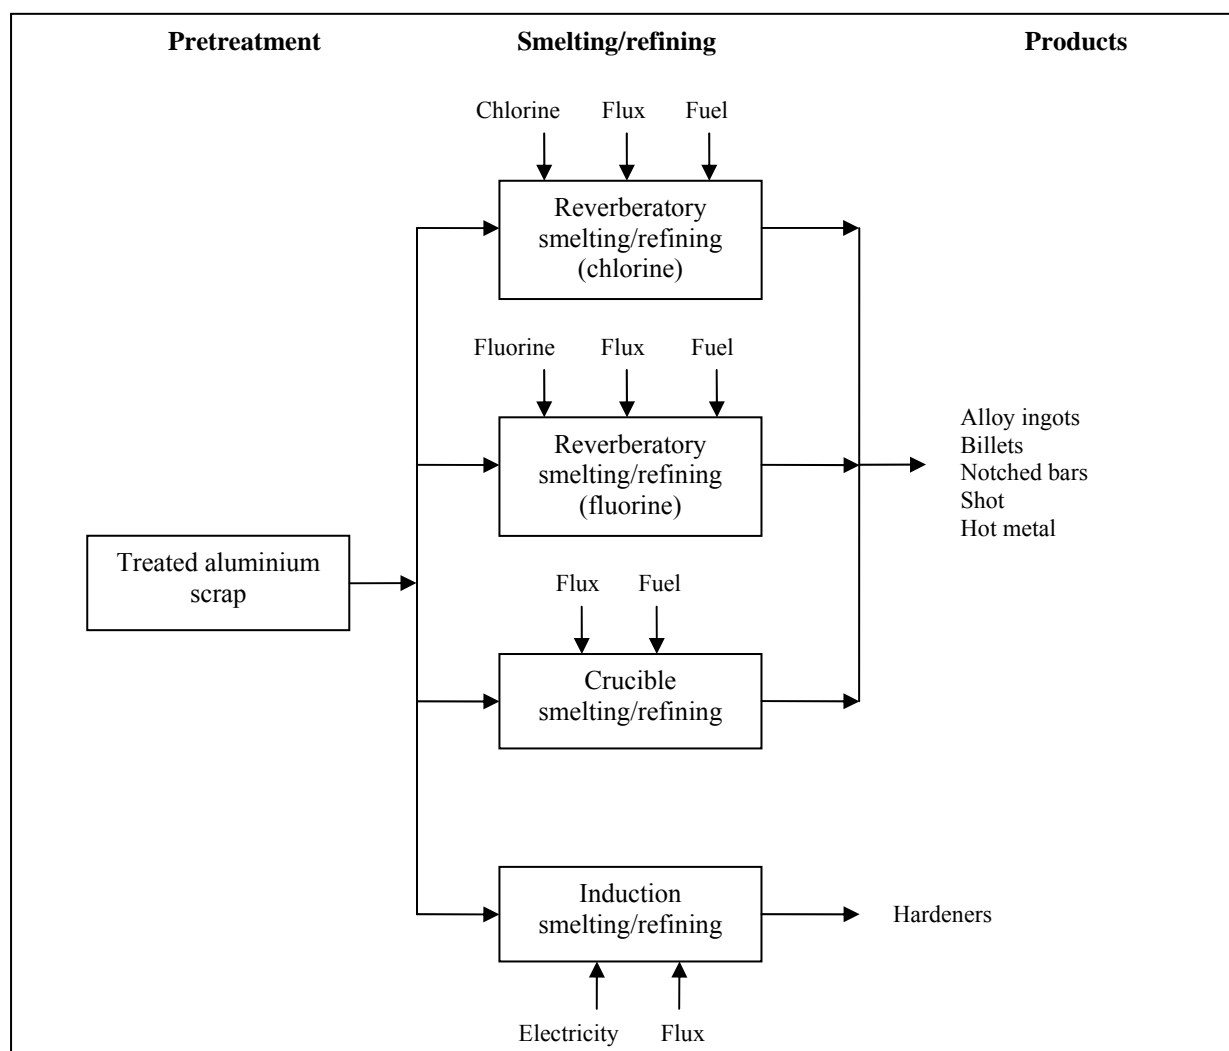 Pretreatment Smelting/refining Products
Chlorine Flux Fuel
Reverberatory
smelting/refining
(chlorine)
Fluorine Flux Fuel
Reverberatory
smelting/refining
(fluorine)
Alloy ingots
Billets
Notched bars
Shot
Hot metal
Treated aluminium
scrap
Flux Fuel
Crucible
smelting/refining
Induction
smelting/refining
Hardeners
Electricity Flux